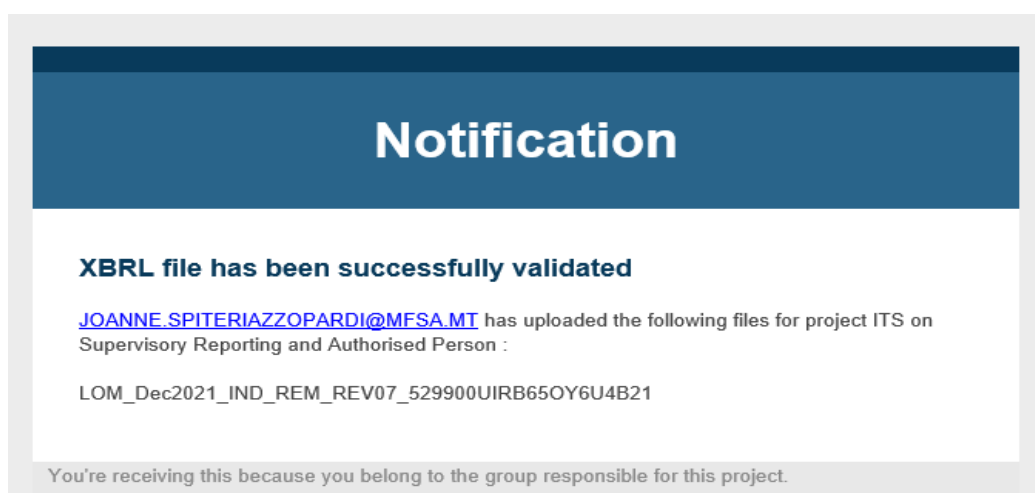 Notification
XBRL file has been successfully validated
JOANNE.SPITERIAZZOPARDI@MFSA.MT has uploaded the following files for project ITS on
Supervisory Reporting and Authorised Person :
LOM_Dec2021_IND_REM_REV07_529900UIRB65OY6U4B21
You're receiving this because you belong to the group responsible for this project.